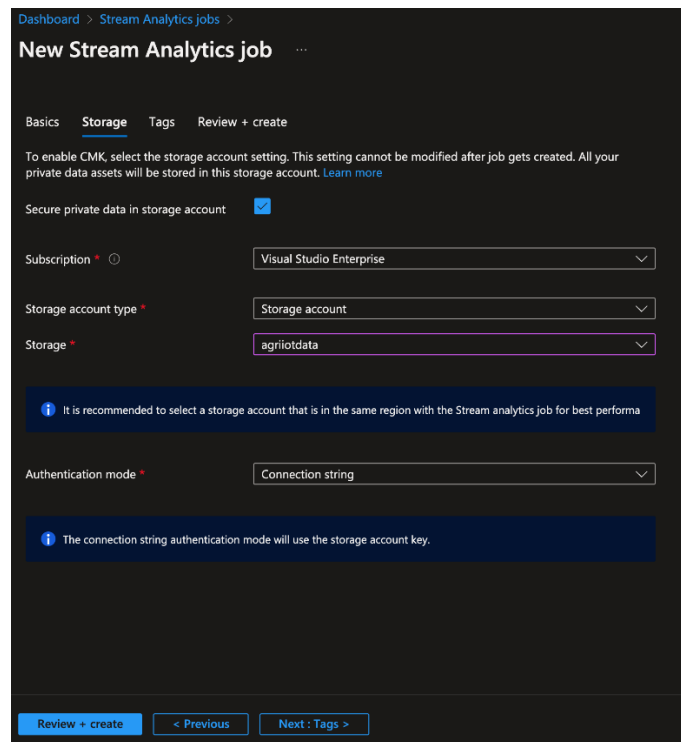 Dashboard > Stream Analytics jobs >
New Stream Analytics job ...
Basics Storage Tags Review + create
To enable CMK, select the storage account setting. This setting cannot be modified after job gets created. All your
private data assets will be stored in this storage account. Learn more
Secure private data in storage account
Subscription * Visual Studio Enterprise
Storage account type * Storage account
Storage * agriiotdata
It is recommended to select a storage account that is in the same region with the Stream analytics job for best performa
Authentication mode * Connection string
The connection string authentication mode will use the storage account key.
Review + create < Previous Next : Tags >